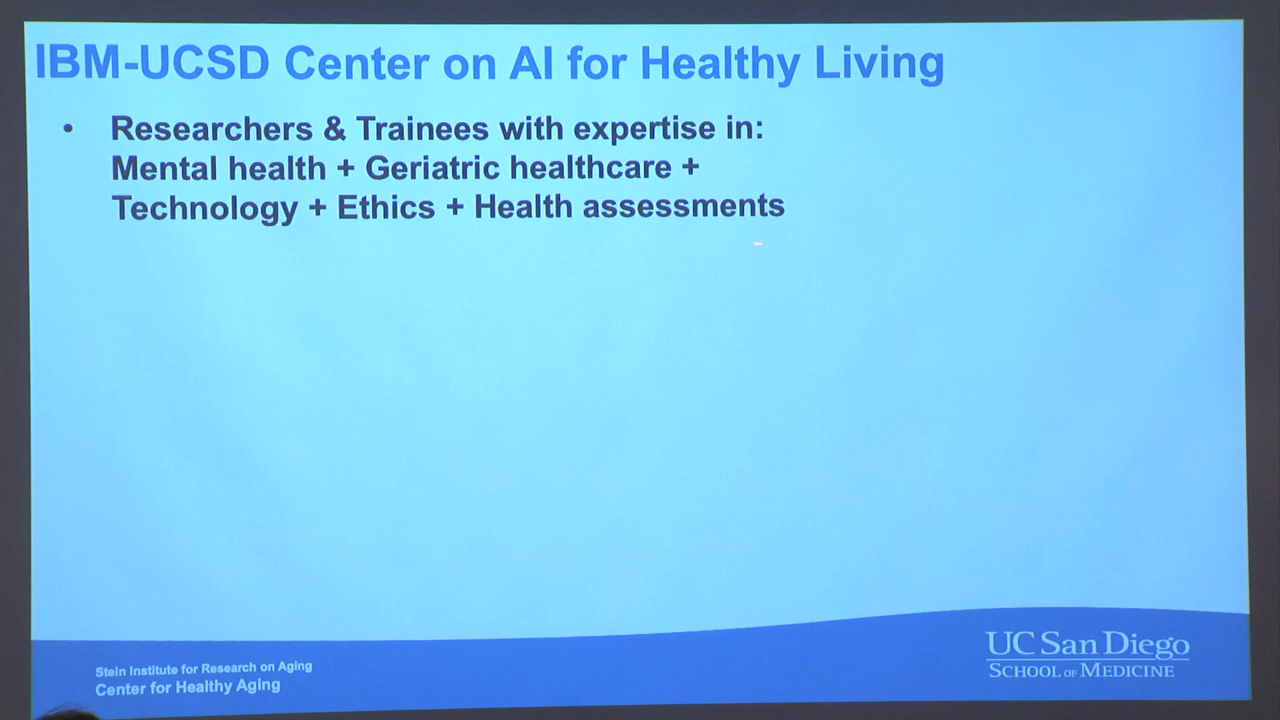 IBM-UCSD Center on AI for Healthy Living
• Researchers & Trainees with expertise in:
Mental health + Geriatric healthcare +
Technology + Ethics + Health assessments
Stein Institute for Research on Aging
Center for Healthy Aging
UC San Diego
SCHOOL OF MEDICINE